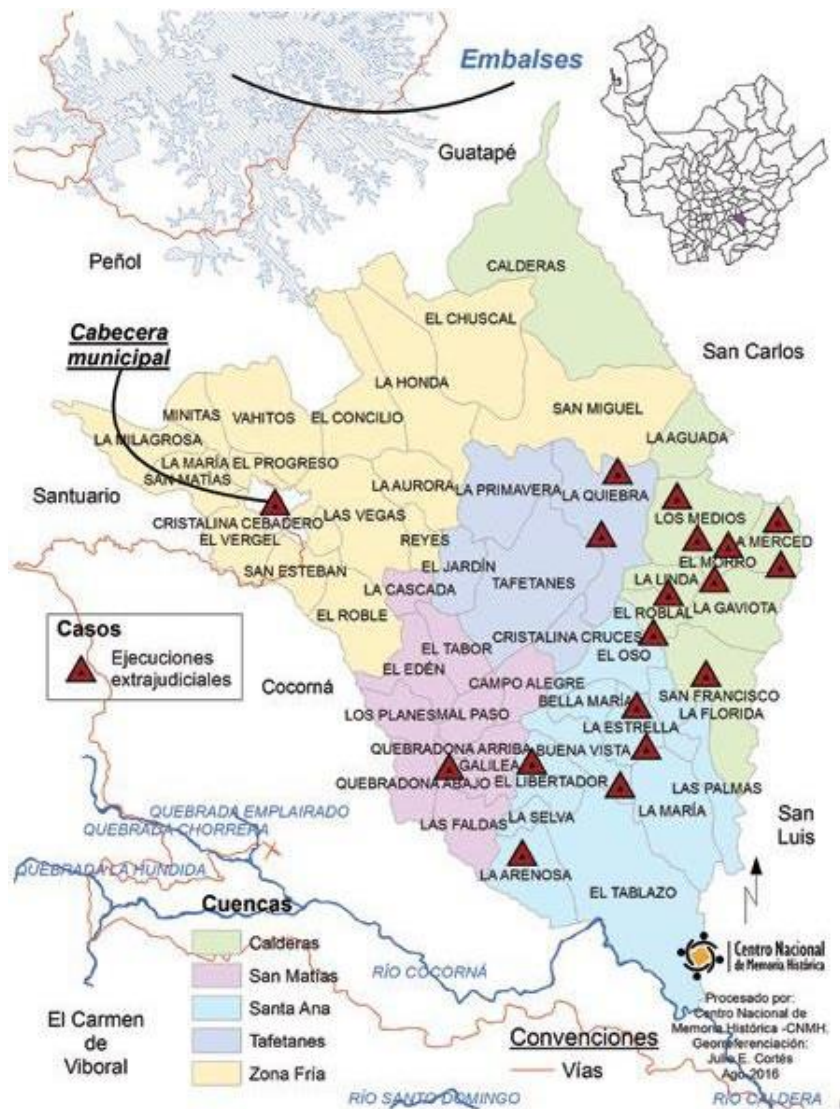 Embalses
Guatapé
Peñol
CALDERAS
EL CHUSCAL
Cabecera
municipal
San Carlos
LA HONDA
MINITAS
VAHITOS
EL CONCILIO
SAN MIGUEL
LA MILAGROSA
LA AGUADA
LA MARÍA
EL PROGRESO
SAN MATÍAS
Santuario
LA AURORA
LA PRIMAVERA
LA QUIEBRA
CRISTALINA CEBADERO
LAS VEGAS
LOS MEDIOS
A MERCED
EL VERGEL
REYES
EL MORRO
SAN ESTEBAN
EL JARDÍN
TAFETANES
LA LINDA
LA CASCADA
EL ROBLE
EL ROBLAL
LA GAVIOTA
CRISTALINA CRUCES
EL TABOR
EL OSO
EL EDÉN
CAMPO ALEGRE
Casos
Ejecuciones
extrajudiciales
Cocorná
SAN FRANCISCO
BELLA MARÍA
LOS PLANES
MAL PASO
LA ESTRELLA
LA FLORIDA
QUEBRADONA ARRIBA
BUENA VISTA
GALILEA
QUEBRADONA ABAJO
EL LIBERTADOR
LAS PALMAS
LA MARÍA
LAS FALDAS
LA SELVA
San
Luis
QUEBRADA EMPLAIRADO
QUEBRADA CHORRERA
QUEBRADA LA HUNDIDA
LA ARENOSA
EL TABLAZO
Cuencas
Calderas
San Matías
Santa Ana
Tafetanes
Zona Fría
RÍO COCORNÁ
El Carmen
de
Viboral
Centro Nacional
de Memoria Histórica
Procesado por:
Centro Nacional de
Memoria Histórica -CNMH.
Georreferenciación:
Julio E. Cortés
Ago-2016
Convenciones
Vías
RÍO SANTO DOMINGO
RÍO CALDERA